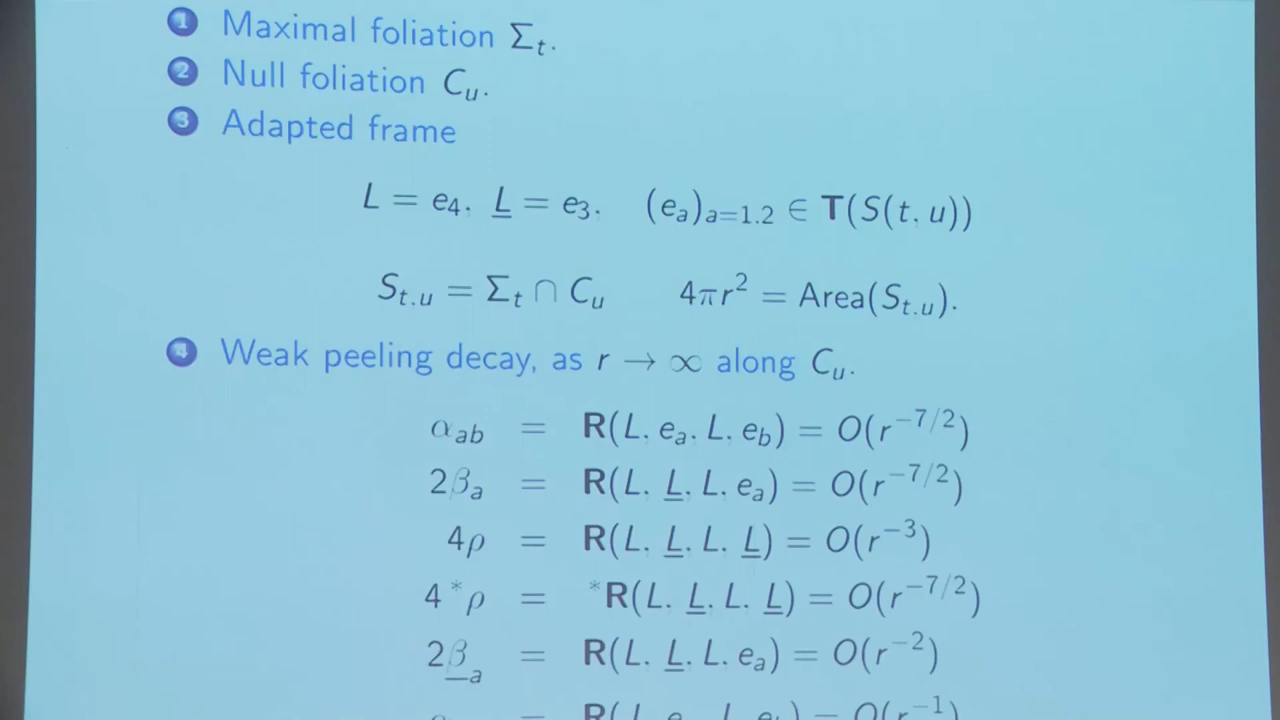 1 Maximal foliation Σ_t.
2 Null foliation C_u.
3 Adapted frame
L = e_4. L̲ = e_3. (e_a)_{a=1.2} ∈ T(S(t. u))
S_{t.u} = Σ_t ∩ C_u 4πr^2 = Area(S_{t.u}).
4 Weak peeling decay, as r → ∞ along C_u.
α_{ab} = R(L. e_a. L. e_b) = O(r^{-7/2})
2β_a = R(L. L̲. L. e_a) = O(r^{-7/2})
4ρ = R(L. L̲. L. L̲) = O(r^{-3})
4 *ρ = *R(L. L̲. L. L̲) = O(r^{-7/2})
2β̲_a = R(L. L̲. L. e_a) = O(r^{-2})
= R(L e L e_b) = O(r^{-1})